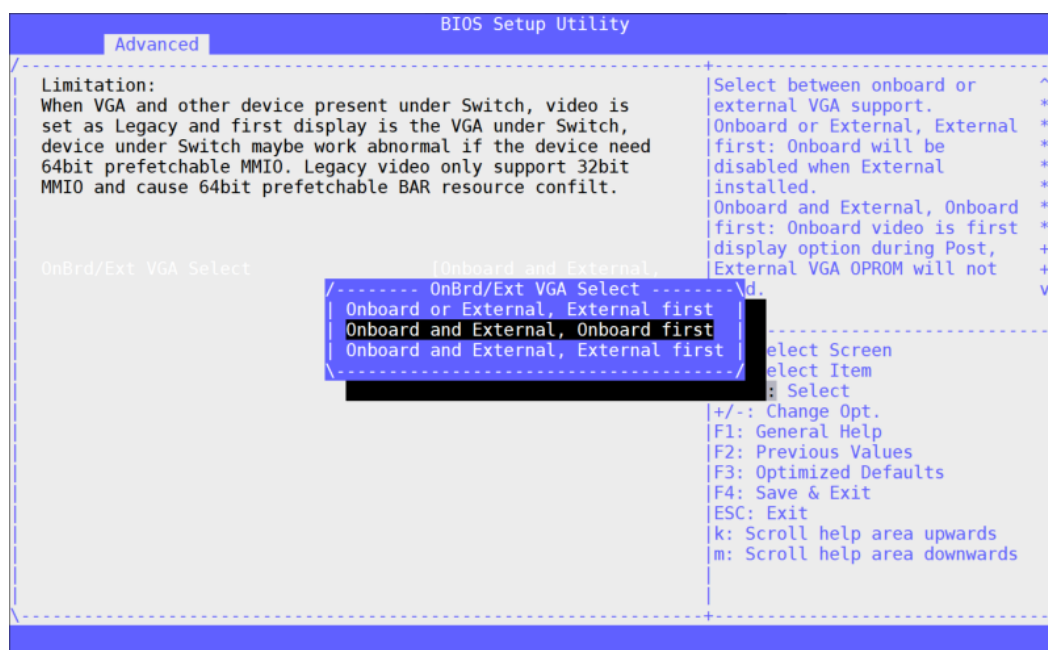 BIOS Setup Utility
Advanced
Limitation:
When VGA and other device present under Switch, video is
set as Legacy and first display is the VGA under Switch,
device under Switch maybe work abnormal if the device need
64bit prefetchable MMIO. Legacy video only support 32bit
MMIO and cause 64bit prefetchable BAR resource confilt.
OnBrd/Ext VGA Select [Onboard and External,
OnBrd/Ext VGA Select
Onboard or External, External first
Onboard and External, Onboard first
Onboard and External, External first
Select between onboard or
external VGA support.
Onboard or External, External
first: Onboard will be
disabled when External
installed.
Onboard and External, Onboard
first: Onboard video is first
display option during Post,
External VGA OPROM will not
d.
elect Screen
elect Item
: Select
+/-: Change Opt.
F1: General Help
F2: Previous Values
F3: Optimized Defaults
F4: Save & Exit
ESC: Exit
k: Scroll help area upwards
m: Scroll help area downwards